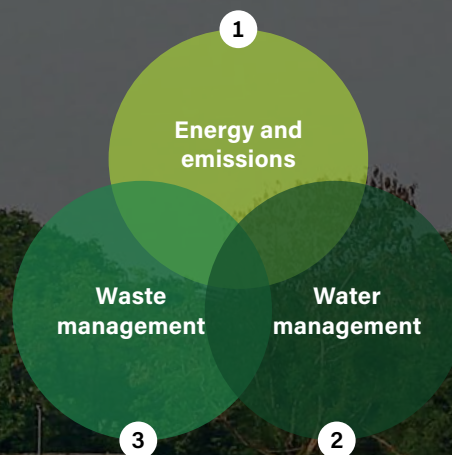 1
Energy and
emissions
Waste
management
Water
management
3
2